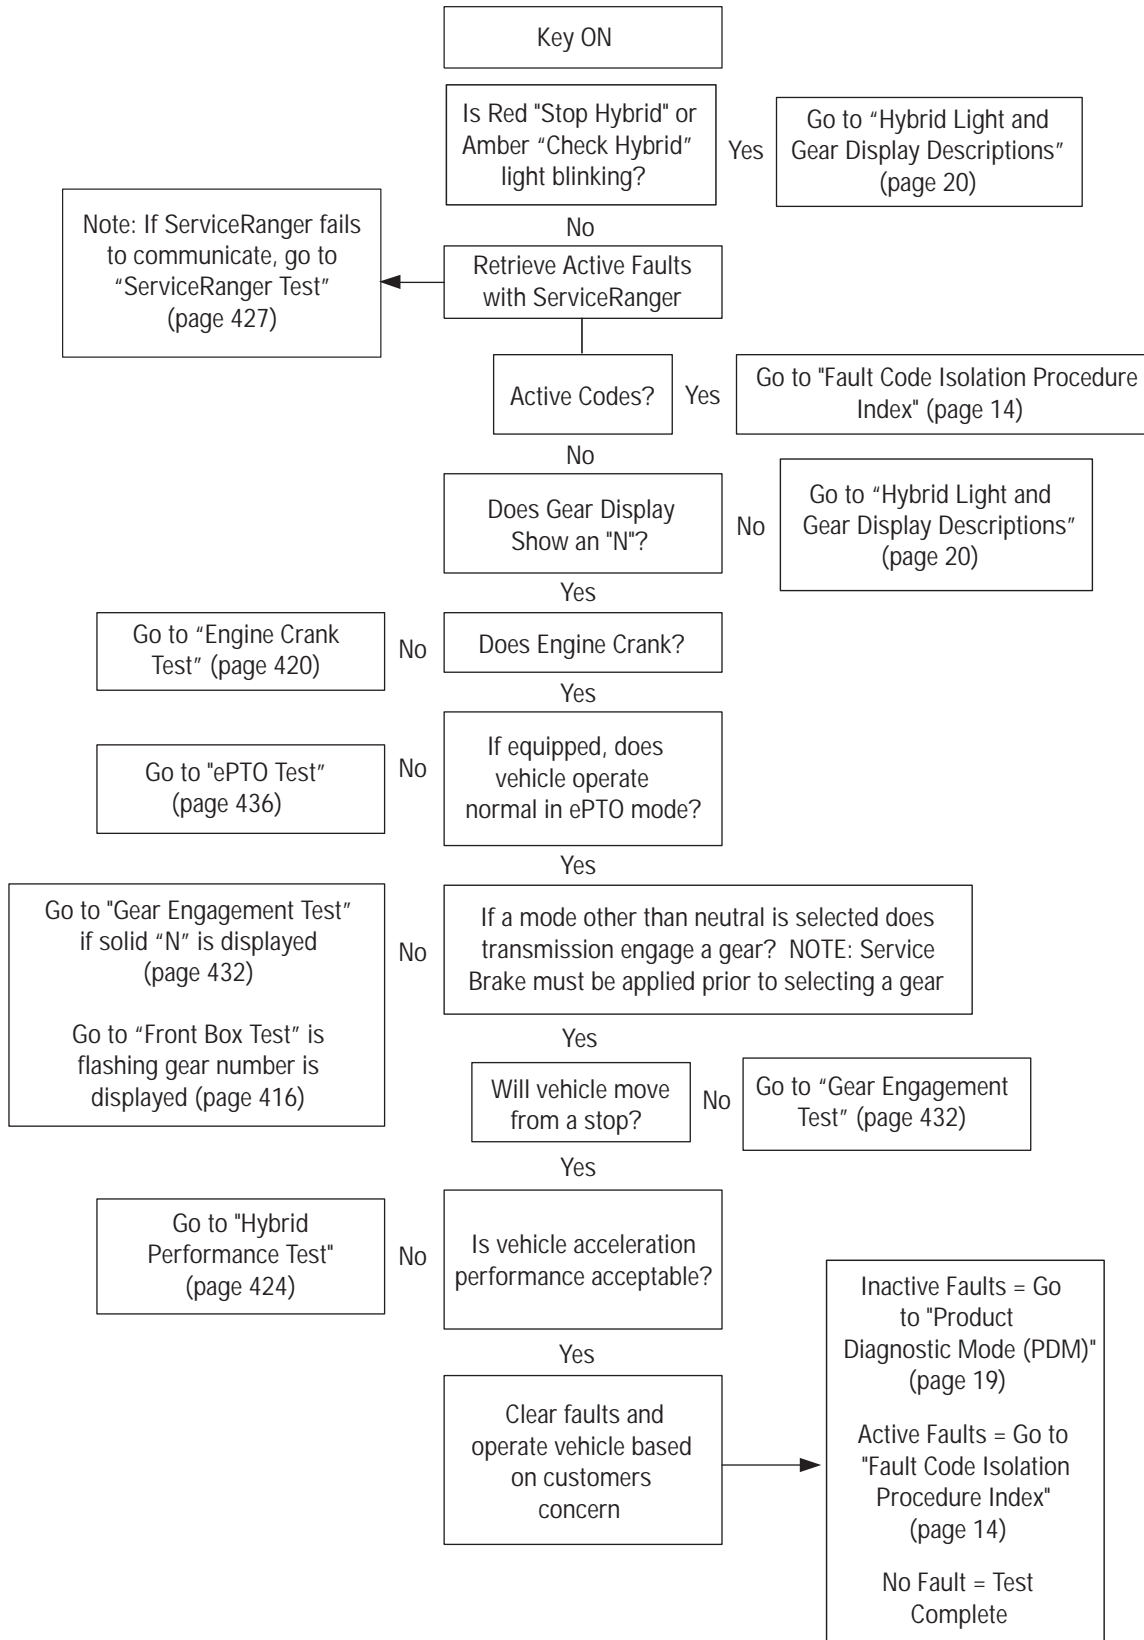 Key ON
Is Red "Stop Hybrid" or
Amber “Check Hybrid”
light blinking?
Yes
Go to “Hybrid Light and
Gear Display Descriptions”
(page 20)
No
Note: If ServiceRanger fails
to communicate, go to
“ServiceRanger Test”
(page 427)
Retrieve Active Faults
with ServiceRanger
Active Codes?
Yes
Go to "Fault Code Isolation Procedure
Index" (page 14)
No
Does Gear Display
Show an "N"?
No
Go to “Hybrid Light and
Gear Display Descriptions”
(page 20)
Yes
Go to “Engine Crank
Test” (page 420)
No
Does Engine Crank?
Yes
Go to "ePTO Test”
(page 436)
No
If equipped, does
vehicle operate
normal in ePTO mode?
Yes
Go to "Gear Engagement Test”
if solid “N” is displayed
(page 432)
Go to “Front Box Test” is
flashing gear number is
displayed (page 416)
No
If a mode other than neutral is selected does
transmission engage a gear? NOTE: Service
Brake must be applied prior to selecting a gear
Yes
Will vehicle move
from a stop?
No
Go to “Gear Engagement
Test” (page 432)
Yes
Go to "Hybrid
Performance Test"
(page 424)
No
Is vehicle acceleration
performance acceptable?
Yes
Clear faults and
operate vehicle based
on customers
concern
Inactive Faults = Go
to "Product
Diagnostic Mode (PDM)"
(page 19)
Active Faults = Go to
"Fault Code Isolation
Procedure Index"
(page 14)
No Fault = Test
Complete